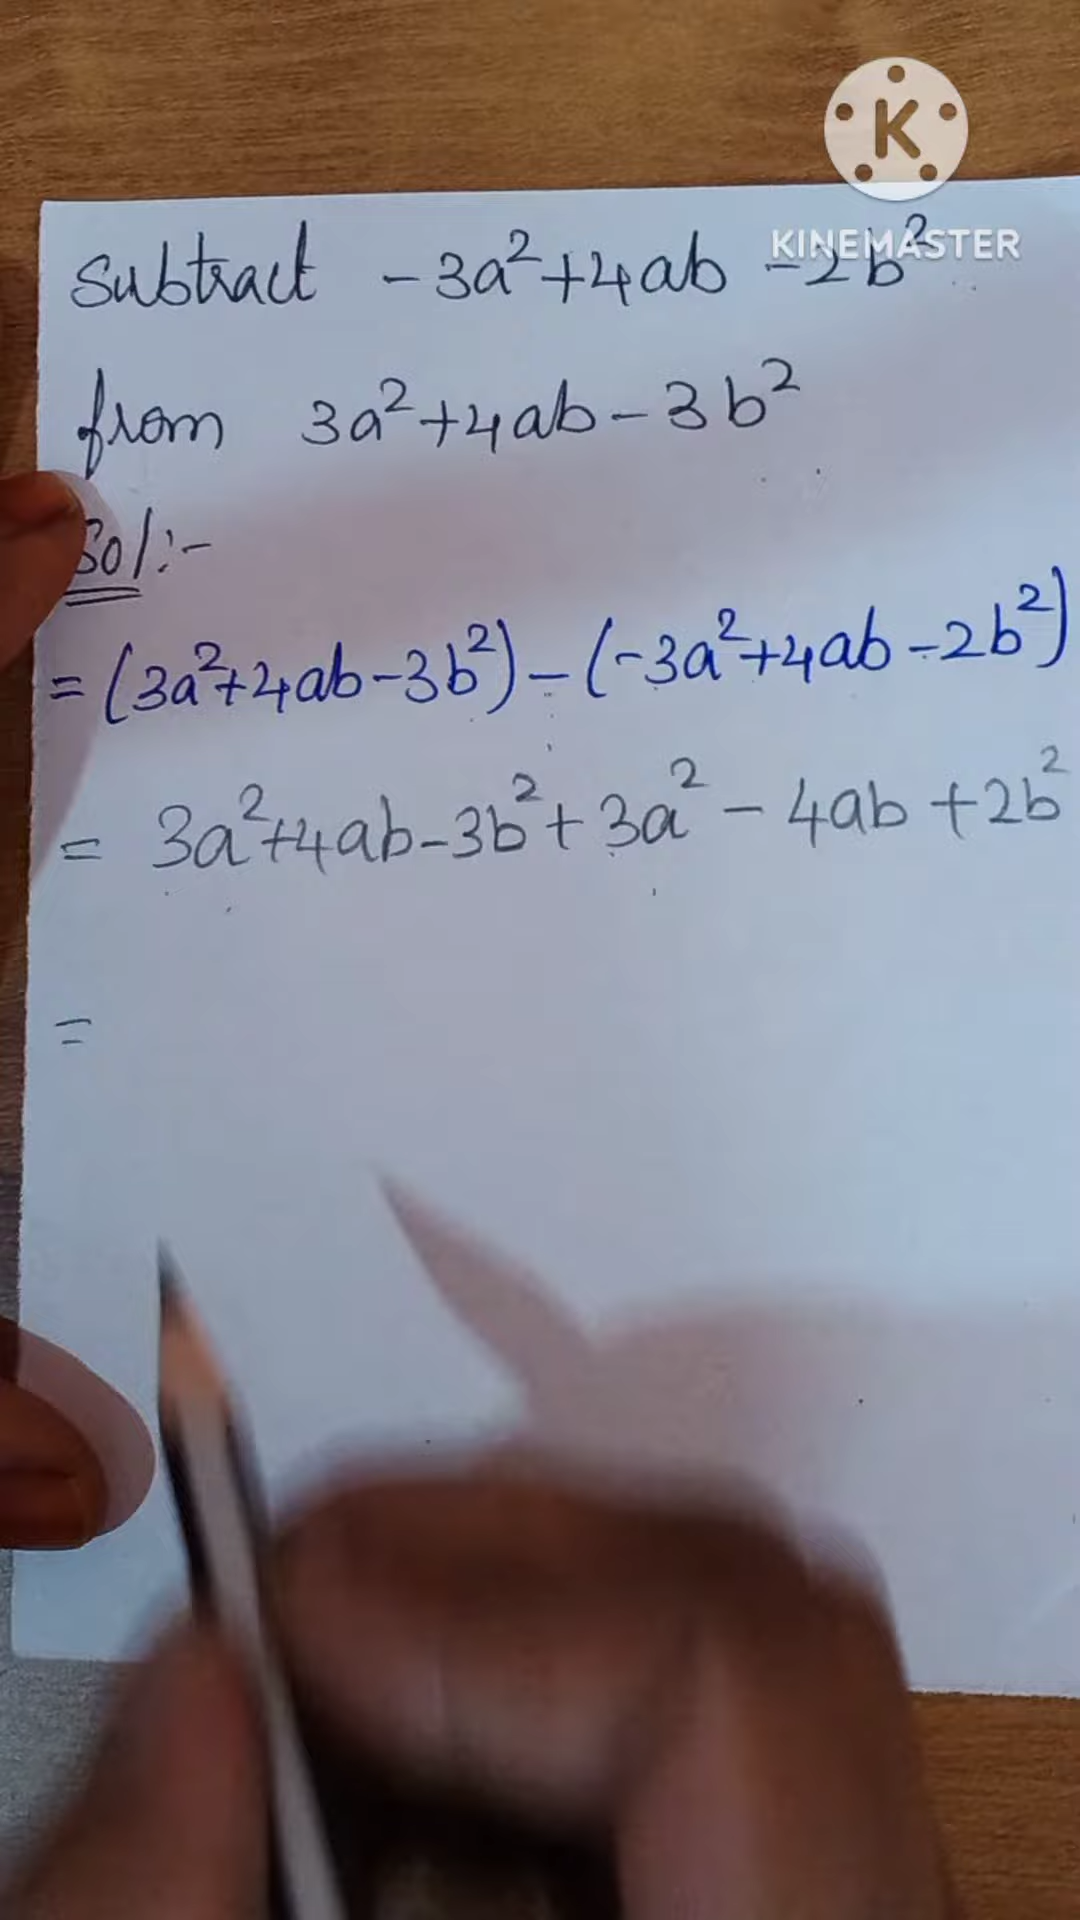 K
KINEMASTER
Subtract -3a²+4ab -2b²
from 3a²+4ab-3b²
Sol:-
= (3a²+4ab-3b²) - (-3a²+4ab-2b²)
= 3a²+4ab-3b²+3a² - 4ab +2b²
=